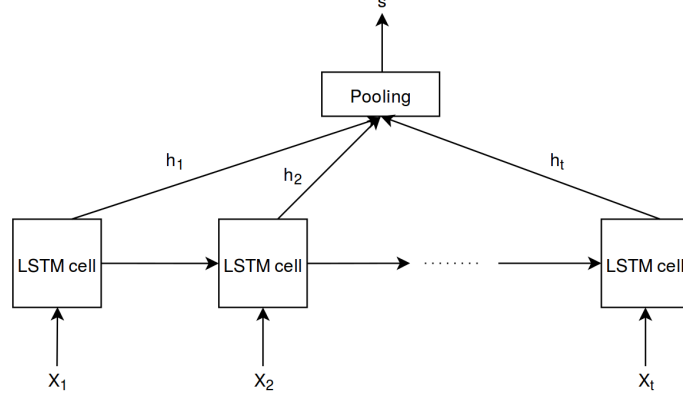 s
Pooling
h₁
h₂
hₜ
LSTM cell
LSTM cell
........
LSTM cell
X₁
X₂
Xₜ